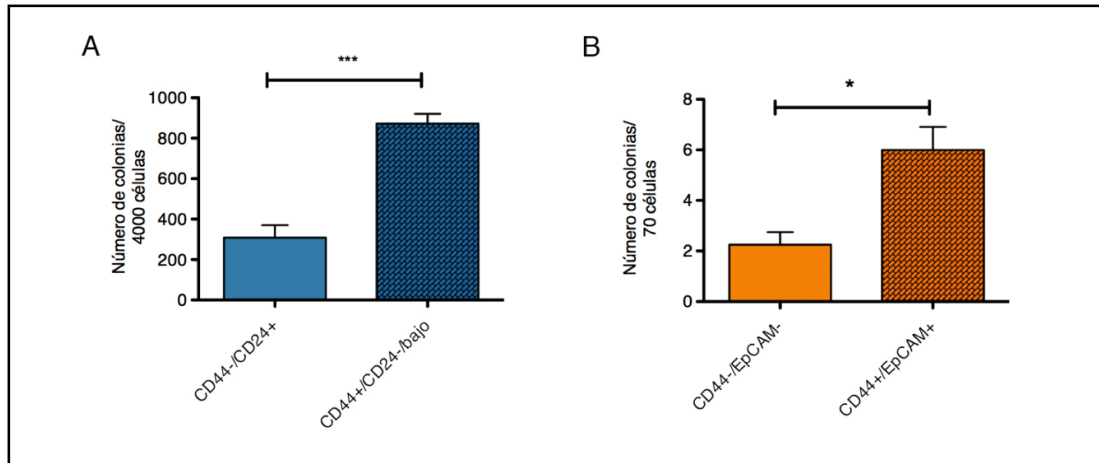 A
***
Número de colonias/
4000 células
1000
800
600
400
200
0
CD44-/CD24+
CD44+/CD24-/bajo
B
*
Número de colonias/
70 células
8
6
4
2
0
CD44-/EpCAM-
CD44+/EpCAM+